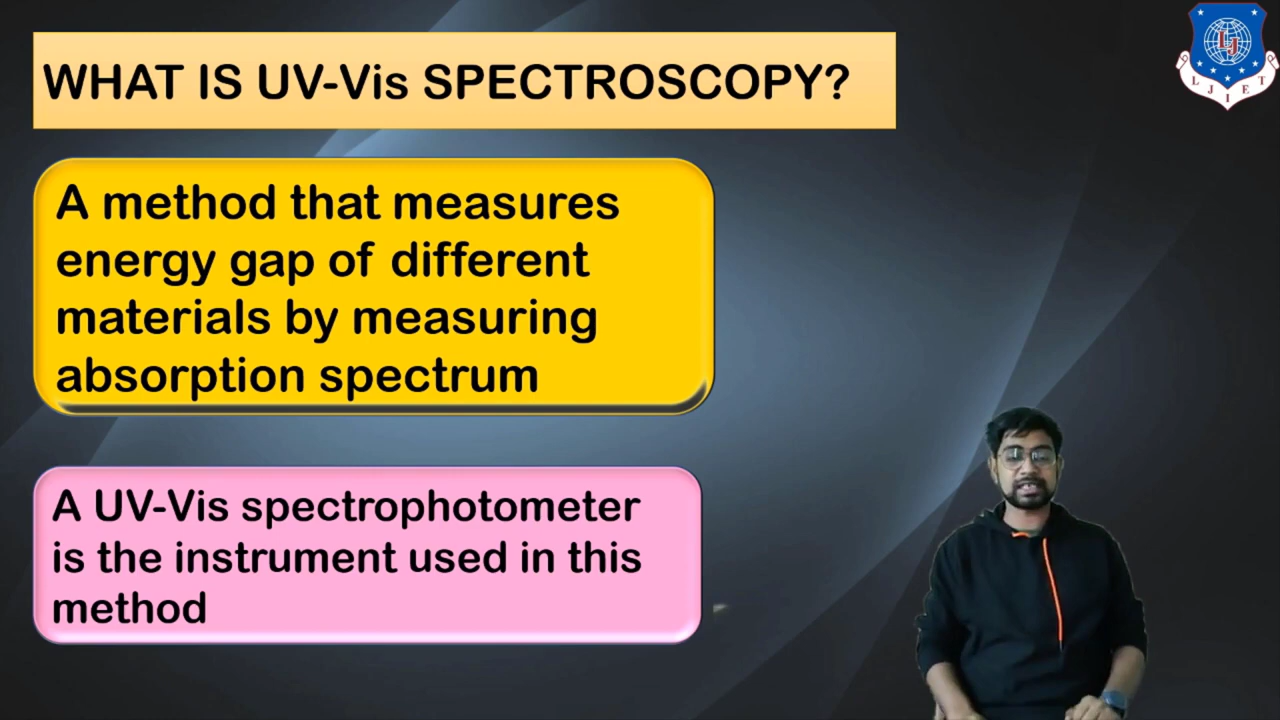 WHAT IS UV-Vis SPECTROSCOPY?
A method that measures
energy gap of different
materials by measuring
absorption spectrum
A UV-Vis spectrophotometer
is the instrument used in this
method
LJ
L J I E T